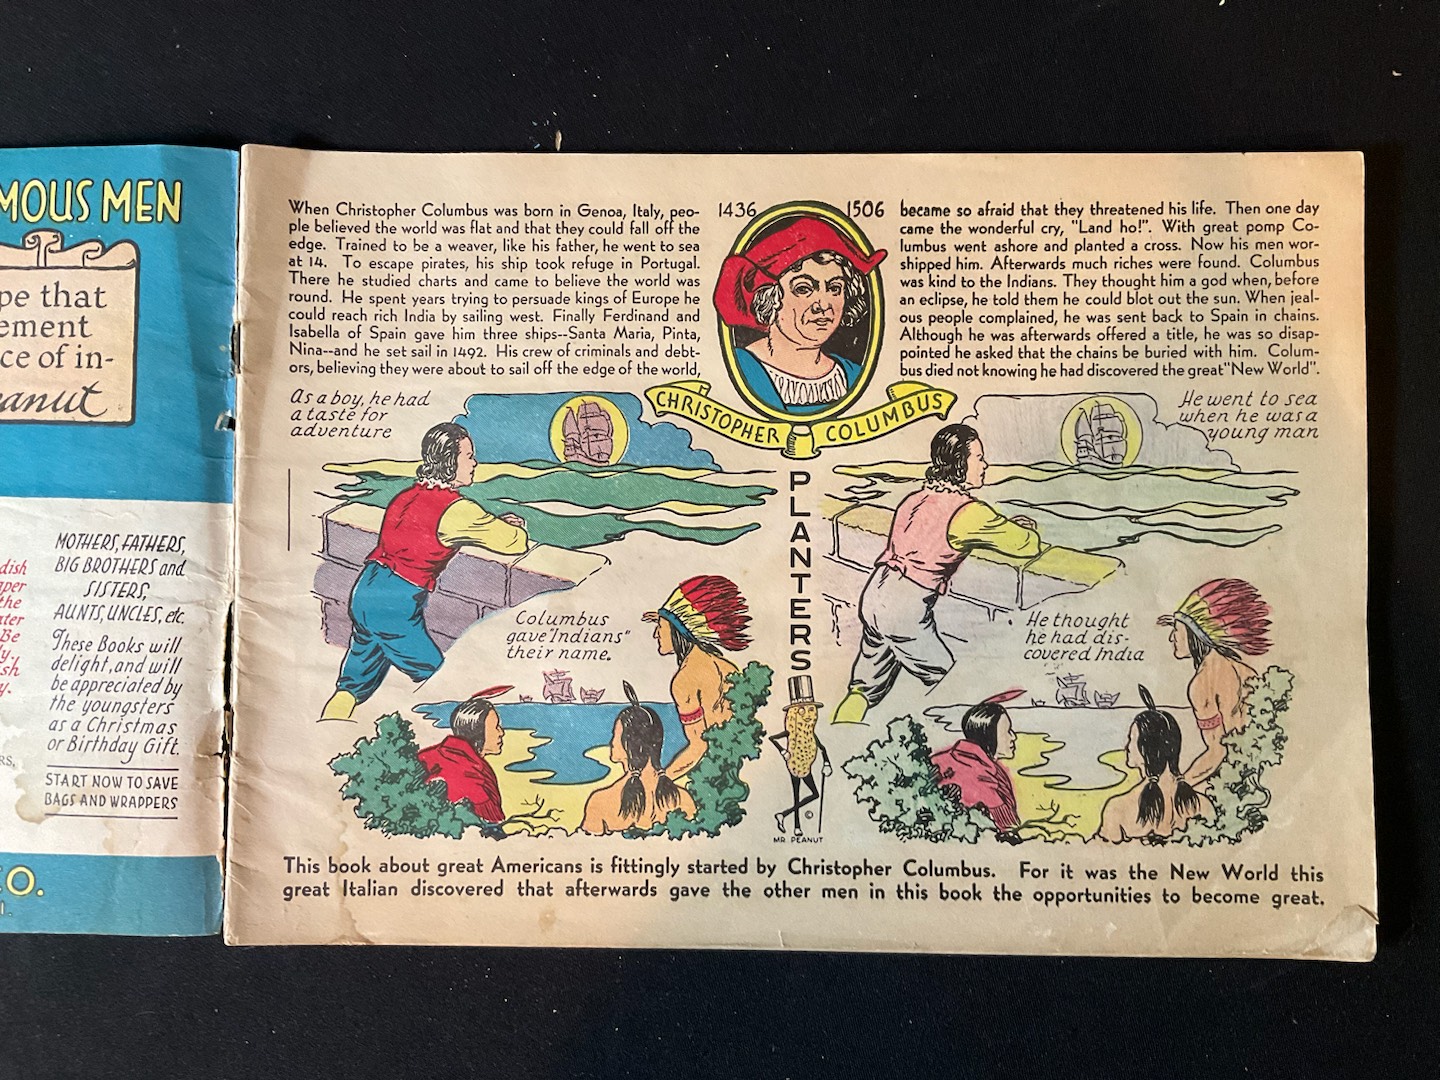 MOUS MEN
pe that
ement
ce of in-
eanut
dish
aper
the
ater
Be
ly.
sh
y.
RS.
MOTHERS, FATHERS,
BIG BROTHERS and
SISTERS,
AUNTS, UNCLES, etc.
These Books will
delight, and will
be appreciated by
the youngsters
as a Christmas
or Birthday Gift.
START NOW TO SAVE
BAGS AND WRAPPERS
CO.
When Christopher Columbus was born in Genoa, Italy, peo-
ple believed the world was flat and that they could fall off the
edge. Trained to be a weaver, like his father, he went to sea
at 14. To escape pirates, his ship took refuge in Portugal.
There he studied charts and came to believe the world was
round. He spent years trying to persuade kings of Europe he
could reach rich India by sailing west. Finally Ferdinand and
Isabella of Spain gave him three ships--Santa Maria, Pinta,
Nina--and he set sail in 1492. His crew of criminals and debt-
ors, believing they were about to sail off the edge of the world,
1436
1506
became so afraid that they threatened his life. Then one day
came the wonderful cry, "Land ho!". With great pomp Co-
lumbus went ashore and planted a cross. Now his men wor-
shipped him. Afterwards much riches were found. Columbus
was kind to the Indians. They thought him a god when, before
an eclipse, he told them he could blot out the sun. When jeal-
ous people complained, he was sent back to Spain in chains.
Although he was afterwards offered a title, he was so disap-
pointed he asked that the chains be buried with him. Colum-
bus died not knowing he had discovered the great "New World".
CHRISTOPHER COLUMBUS
As a boy, he had
a taste for
adventure
He went to sea
when he was a
young man
PLANTERS
Columbus
gave "Indians"
their name.
He thought
he had dis-
covered India
©
MR. PEANUT
This book about great Americans is fittingly started by Christopher Columbus. For it was the New World this
great Italian discovered that afterwards gave the other men in this book the opportunities to become great.